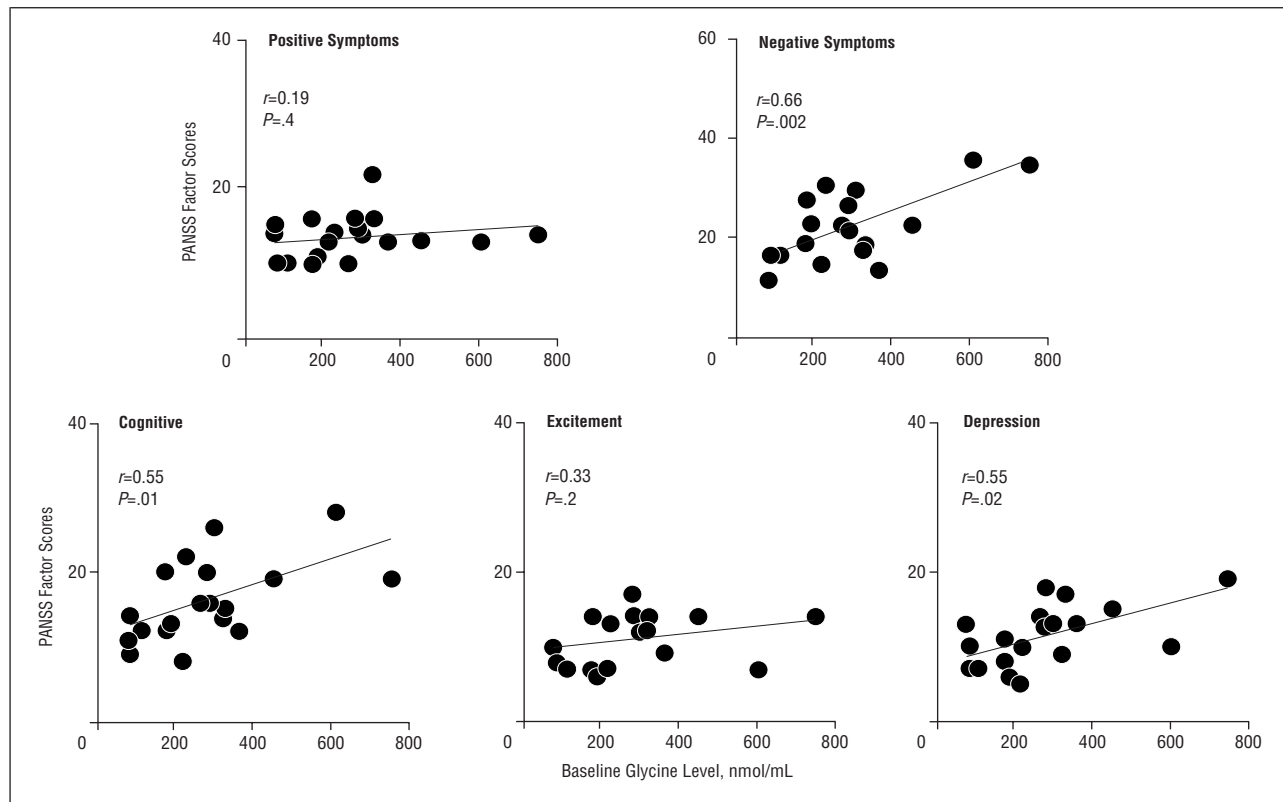 Positive Symptoms
r=0.19
P=.4
PANSS Factor Scores
40
20
0
200
400
600
800
Negative Symptoms
r=0.66
P=.002
60
40
20
0
200
400
600
800
Cognitive
r=0.55
P=.01
PANSS Factor Scores
40
20
0
200
400
600
800
Excitement
r=0.33
P=.2
40
20
0
200
400
600
800
Depression
r=0.55
P=.02
40
20
0
200
400
600
800
Baseline Glycine Level, nmol/mL